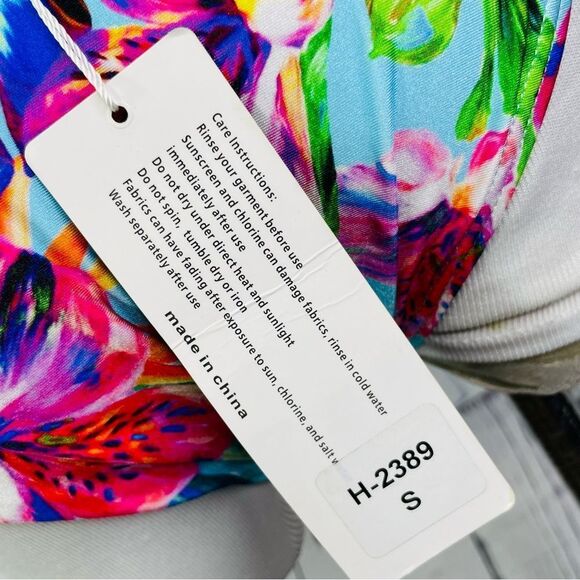 Care Instructions:
Rinse your garment before use
Sunscreen and chlorine can damage fabrics, rinse in cold water
immediately after use
Do not dry under direct heat and sunlight
Do not spin, tumble dry or iron
Fabrics can have fading after exposure to sun, chlorine, and salt
Wash separately after use
made in china
H-2389
S